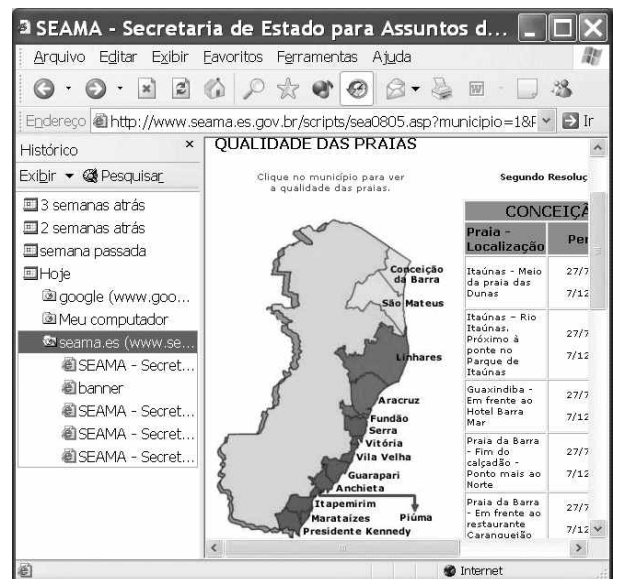 SEAMA - Secretaria de Estado para Assuntos d...
Arquivo Editar Exibir Favoritos Ferramentas Ajuda
Endereço http://www.seama.es.gov.br/scripts/sea0805.asp?municipio=1&F Ir
Histórico ×
Exibir Pesquisar
3 semanas atrás
2 semanas atrás
semana passada
Hoje
google (www.goo...
Meu computador
seama.es (www.se...
SEAMA - Secret...
banner
SEAMA - Secret...
SEAMA - Secret...
SEAMA - Secret...
QUALIDADE DAS PRAIAS
Clique no município para ver
a qualidade das praias.
Conceição
da Barra
São Mateus
Linhares
Aracruz
Fundão
Serra
Vitória
Vila Velha
Guarapari
Anchieta
Itapemirim
Marataízes
Piúma
Presidente Kennedy
Segundo Resoluç
CONCEIÇÃ
Praia -
Localização
Per
Itaúnas - Meio
da praia das
Dunas
27/7
7/12
Itaúnas - Rio
Itaúnas.
Próximo à
ponte no
Parque de
Itaúnas
27/7
7/12
Guaxindiba -
Em frente ao
Hotel Barra
Mar
27/7
7/12
Praia da Barra
- Fim do
calçadão -
Ponto mais ao
Norte
27/7
7/12
Praia da Barra
- Em frente ao
restaurante
Caranguejão
27/7
7/12
Internet